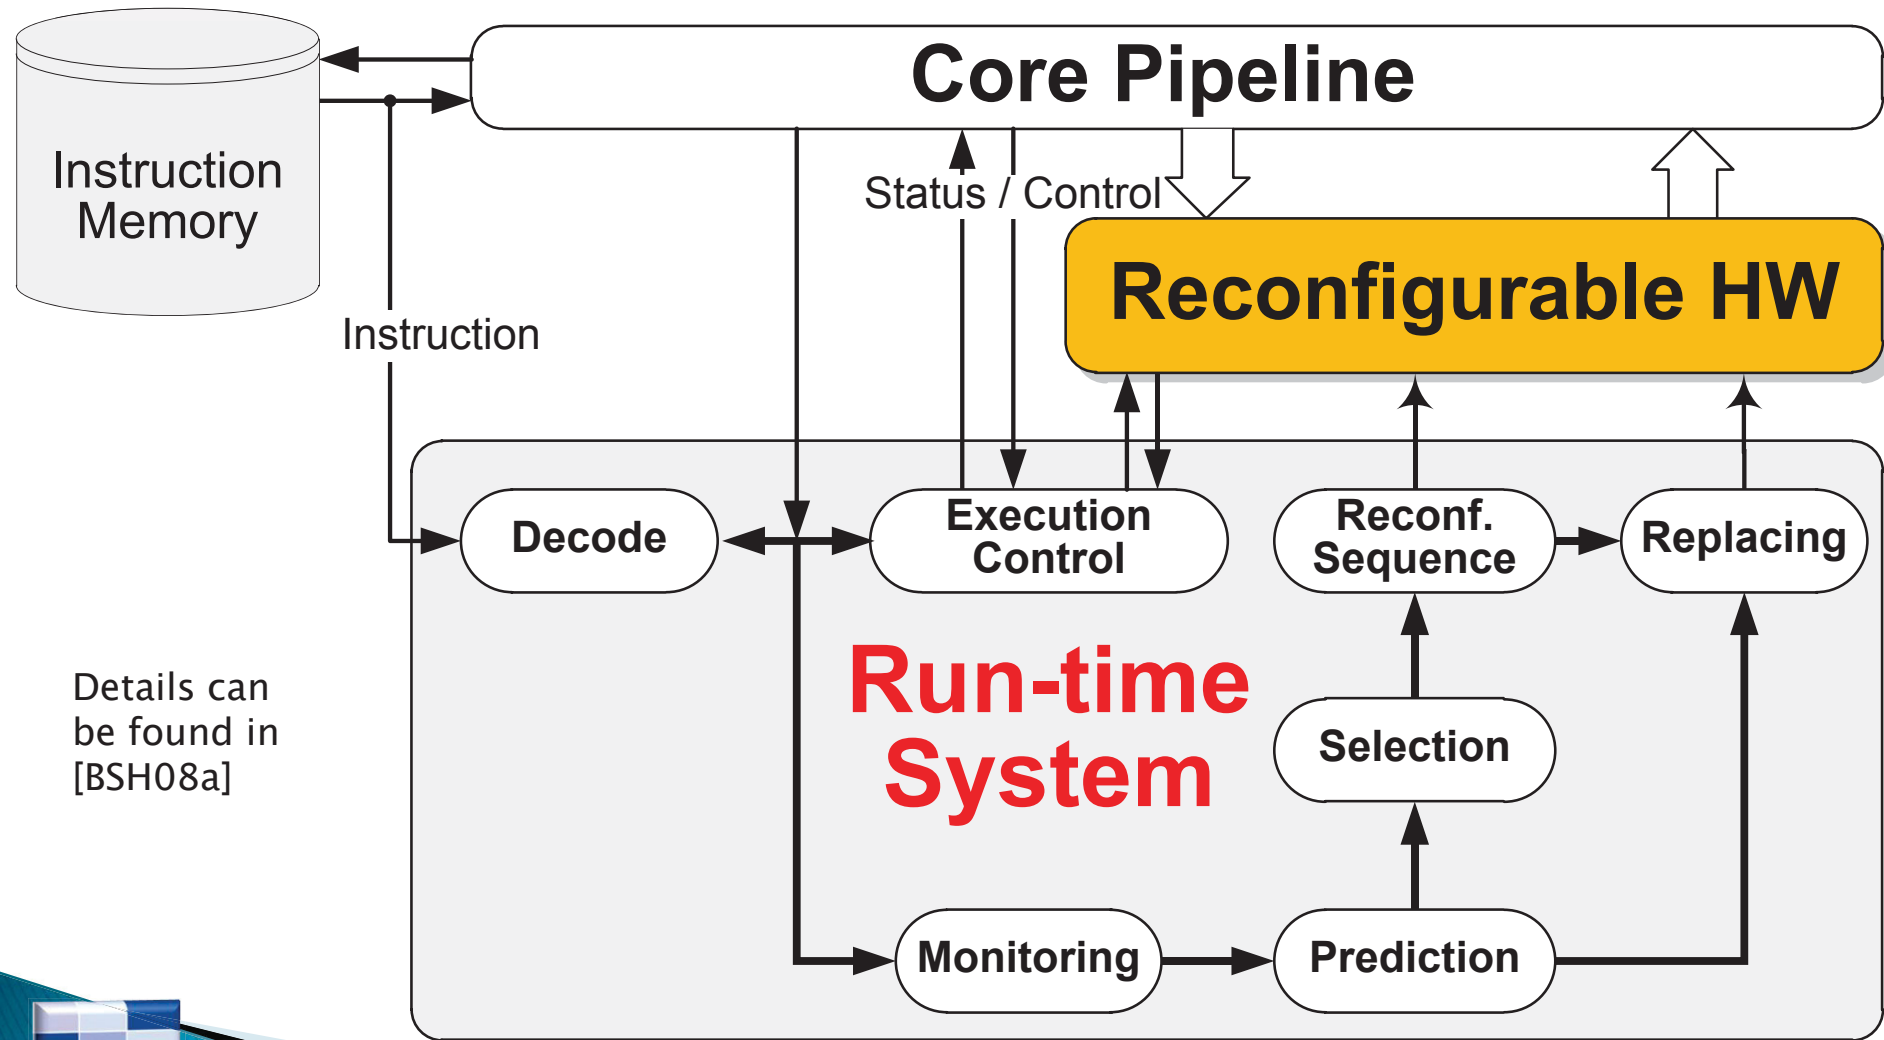 Core Pipeline
Instruction
Memory
Status / Control
Reconfigurable HW
Instruction
Decode
Execution
Control
Reconf.
Sequence
Replacing
Run-time
System
Selection
Details can
be found in
[BSH08a]
Monitoring
Prediction